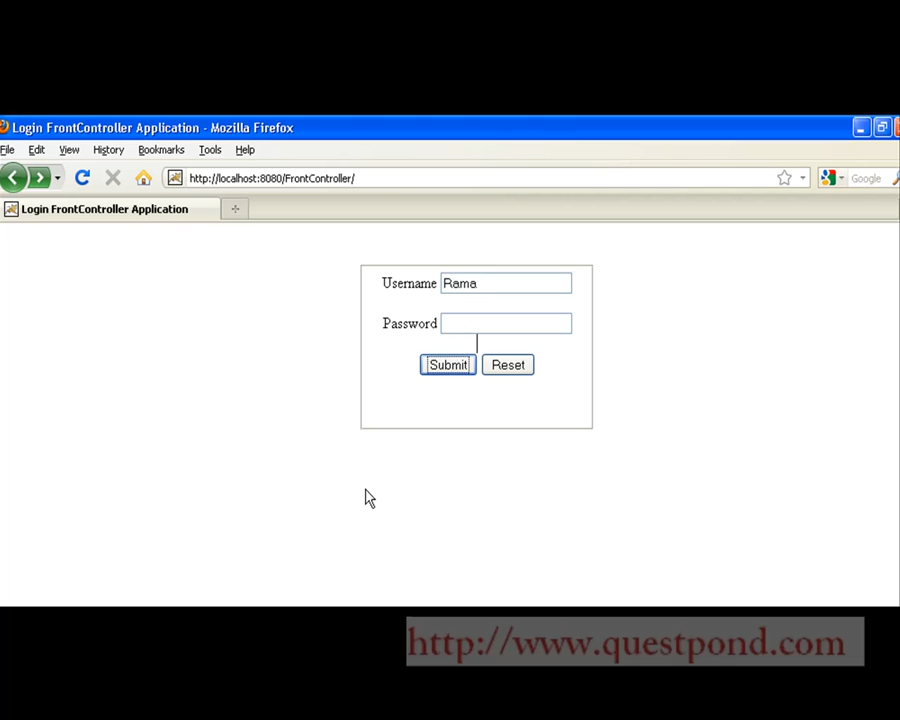 Login FrontController Application - Mozilla Firefox
File Edit View History Bookmarks Tools Help
http://localhost:8080/FrontController/
Google
Login FrontController Application
Username Rama
Password
Submit Reset
http://www.questpond.com